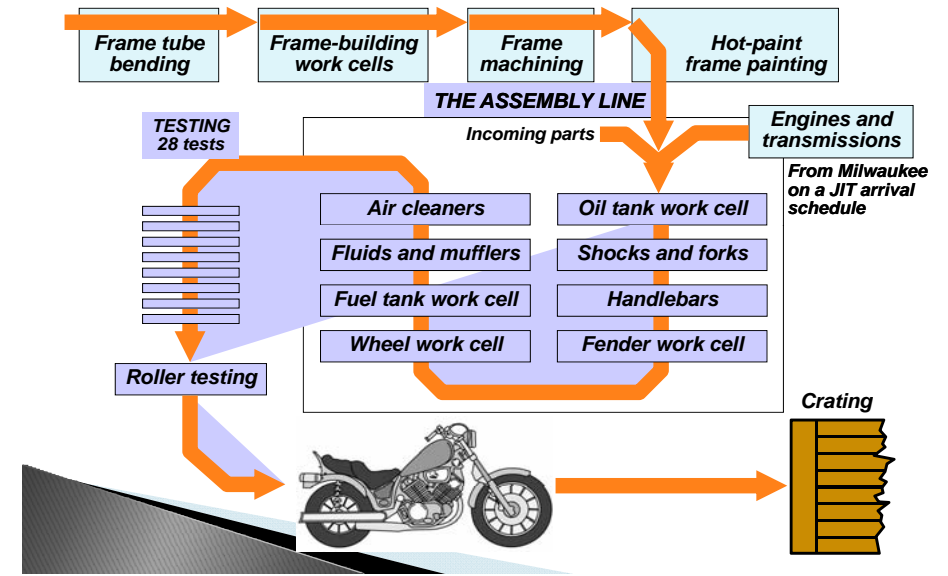 Frame tube
bending
Frame-building
work cells
Frame
machining
Hot-paint
frame painting
THE ASSEMBLY LINE
TESTING
28 tests
Incoming parts
Engines and
transmissions
From Milwaukee
on a JIT arrival
schedule
Air cleaners
Oil tank work cell
Fluids and mufflers
Shocks and forks
Fuel tank work cell
Handlebars
Wheel work cell
Fender work cell
Roller testing
Crating